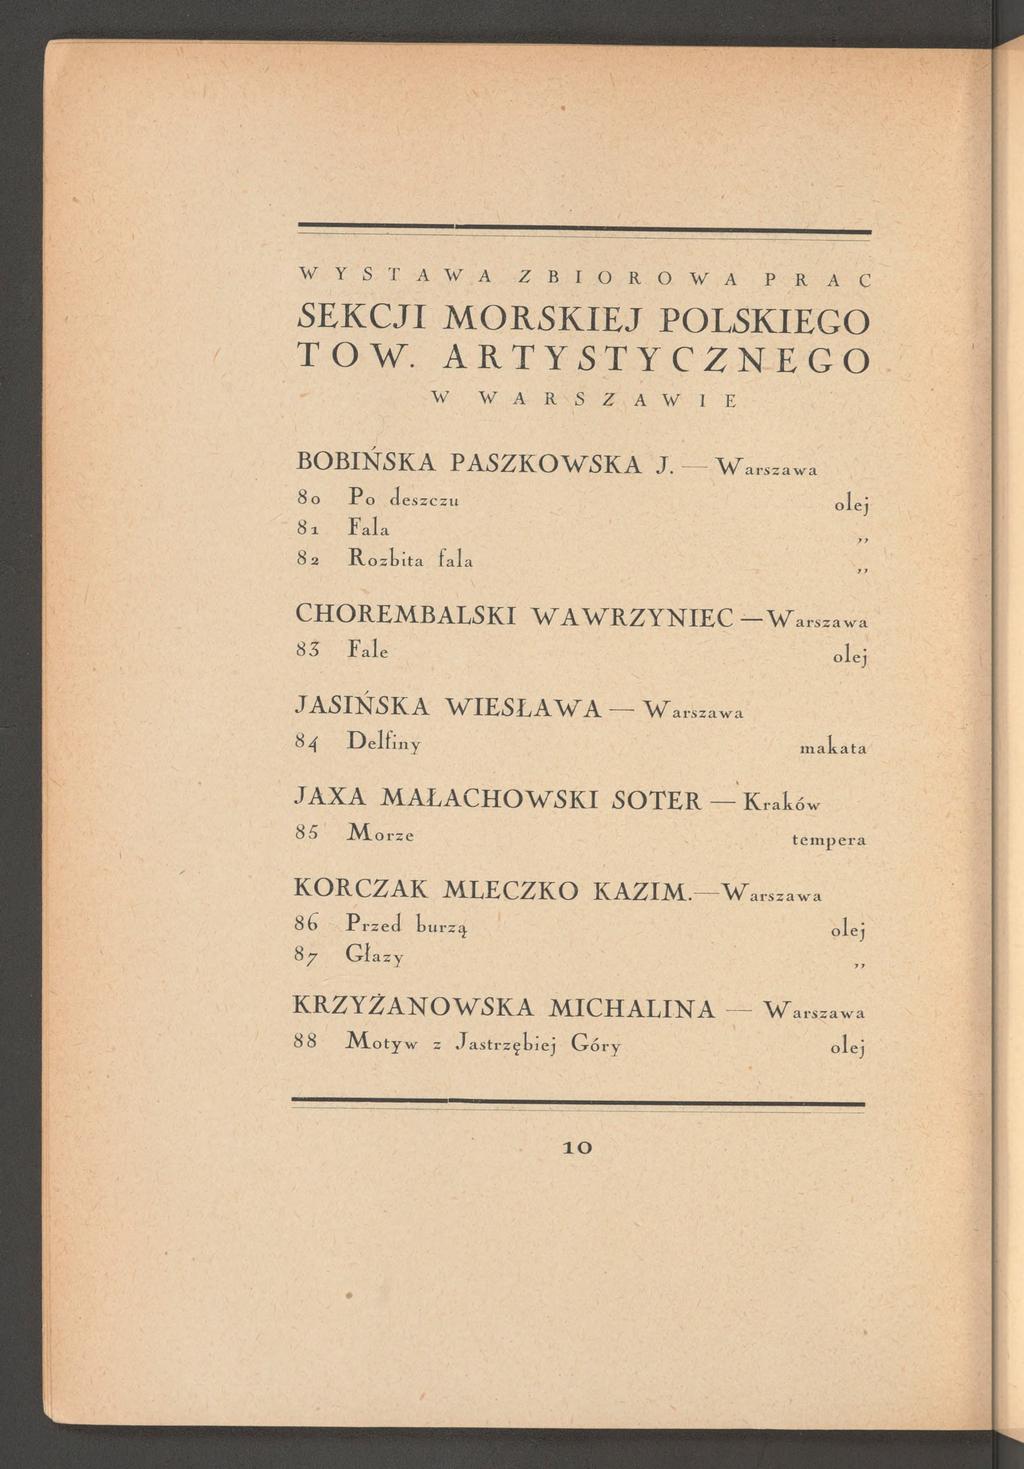 WYSTAWA ZBIOROWA PRAC
SEKCJI MORSKIEJ POLSKIEGO
TOW. ARTYSTYCZNEGO
W WARSZAWIE
BOBIŃSKA PASZKOWSKA J. — Warszawa
80 Po deszczu olej
81 Fala ,,
82 Rozbita fala ,,
CHOREMBALSKI WAWRZYNIEC — Warszawa
83 Fale olej
JASIŃSKA WIESŁAWA — Warszawa
84 Delfiny makata
JAXA MAŁACHOWSKI SOTER — Kraków
85 Morze tempera
KORCZAK MLECZKO KAZIM. — Warszawa
86 Przed burzą olej
87 Głazy ,,
KRZYŻANOWSKA MICHALINA — Warszawa
88 Motyw z Jastrzębiej Góry olej
10